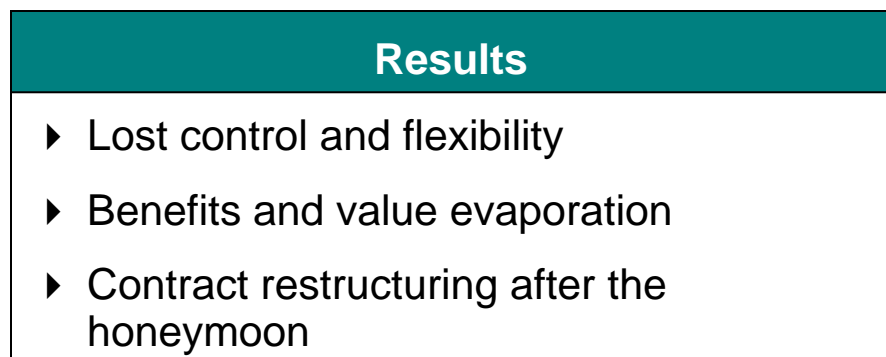 Results
Lost control and flexibility
Benefits and value evaporation
Contract restructuring after the
honeymoon